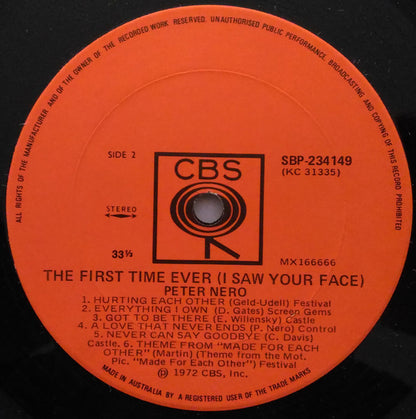 ALL RIGHTS OF THE MANUFACTURER AND OF THE OWNER OF THE RECORDED WORK RESERVED. UNAUTHORISED PUBLIC PERFORMANCE, BROADCASTING AND COPYING OF THIS RECORD PROHIBITED
SIDE 2
CBS
SBP-234149
(KC 31335)
STEREO
33⅓
MX166666
THE FIRST TIME EVER (I SAW YOUR FACE)
PETER NERO
1. HURTING EACH OTHER (Geld-Udell) Festival
2. EVERYTHING I OWN (D. Gates) Screen Gems
3. GOT TO BE THERE (E. Willensky) Castle
4. A LOVE THAT NEVER ENDS (P. Nero) Control
5. NEVER CAN SAY GOODBYE (C. Davis)
Castle. 6. THEME FROM "MADE FOR EACH
OTHER" (Martin) (Theme from the Mot.
Pic. "Made For Each Other") Festival
Ⓟ 1972 CBS, Inc.
MADE IN AUSTRALIA BY A REGISTERED USER OF THE TRADE MARKS